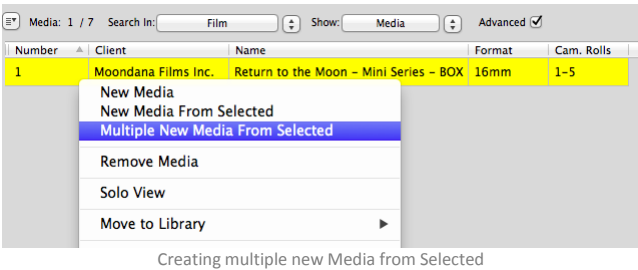 Media: 1 / 7 Search In: Film Show: Media Advanced
Number Client Name Format Cam. Rolls
1 Moondana Films Inc. Return to the Moon – Mini Series – BOX 16mm 1-5
New Media
New Media From Selected
Multiple New Media From Selected
Remove Media
Solo View
Move to Library
Creating multiple new Media from Selected